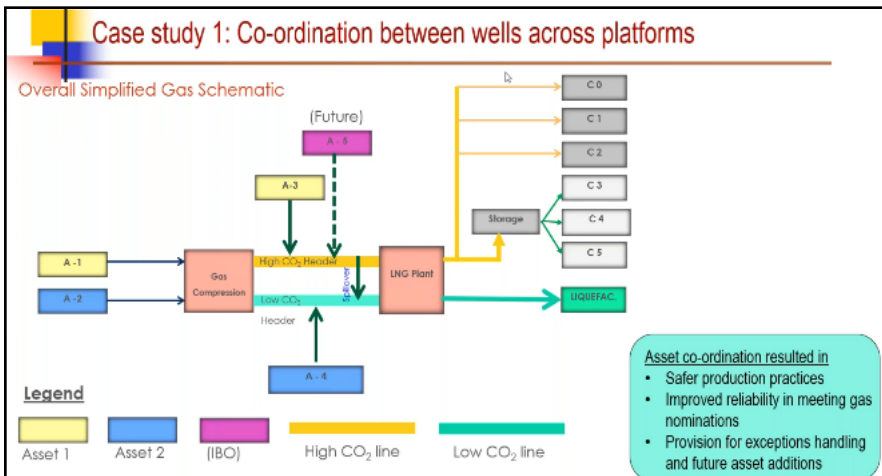 Case study 1: Co-ordination between wells across platforms
Overall Simplified Gas Schematic
(Future)
A - 5
A-3
A -1
A -2
Gas
Compression
High CO₂ Header
Low CO₂
Header
Spillover
LNG Plant
A - 4
C 0
C 1
C 2
C 3
C 4
C 5
Storage
LIQUEFAC.
Asset co-ordination resulted in
• Safer production practices
• Improved reliability in meeting gas
nominations
• Provision for exceptions handling
and future asset additions
Legend
Asset 1
Asset 2
(IBO)
High CO₂ line
Low CO₂ line